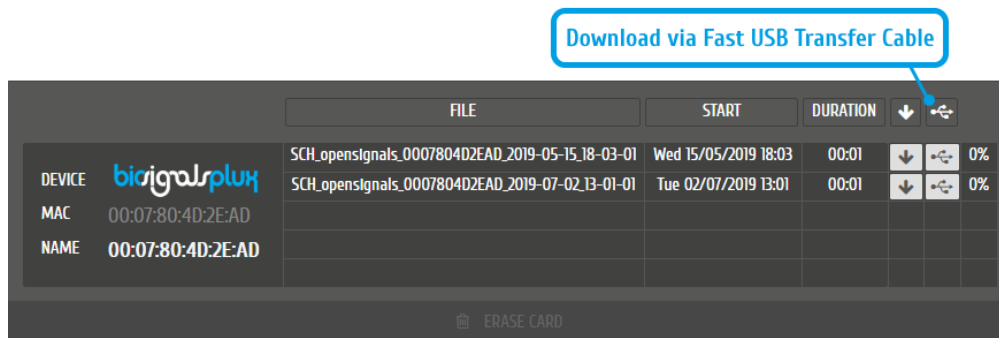 Download via Fast USB Transfer Cable
FILE START DURATION
SCH_opensignals_0007804D2EAD_2019-05-15_18-03-01 Wed 15/05/2019 18:03 00:01 0%
DEVICE biosignalsplux SCH_opensignals_0007804D2EAD_2019-07-02_13-01-01 Tue 02/07/2019 13:01 00:01 0%
MAC 00:07:80:4D:2E:AD
NAME 00:07:80:4D:2E:AD
ERASE CARD